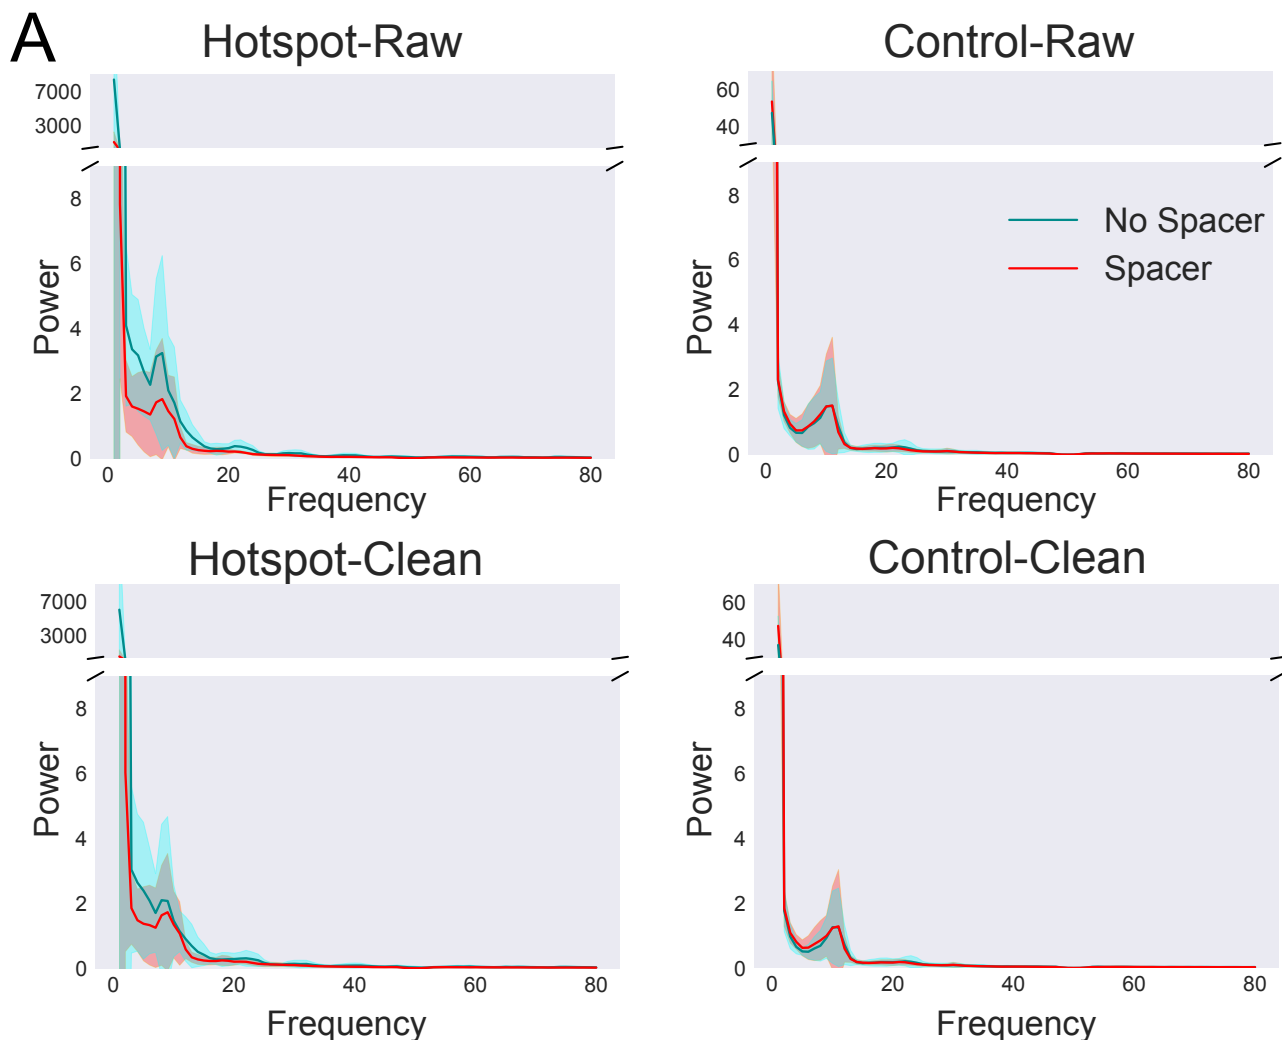 A
Hotspot-Raw
7000
3000
8
6
4
2
0
Power
0 20 40 60 80
Frequency
Control-Raw
60
40
8
6
4
2
0
Power
No Spacer
Spacer
0 20 40 60 80
Frequency
Hotspot-Clean
7000
3000
8
6
4
2
0
Power
0 20 40 60 80
Frequency
Control-Clean
60
40
8
6
4
2
0
Power
0 20 40 60 80
Frequency